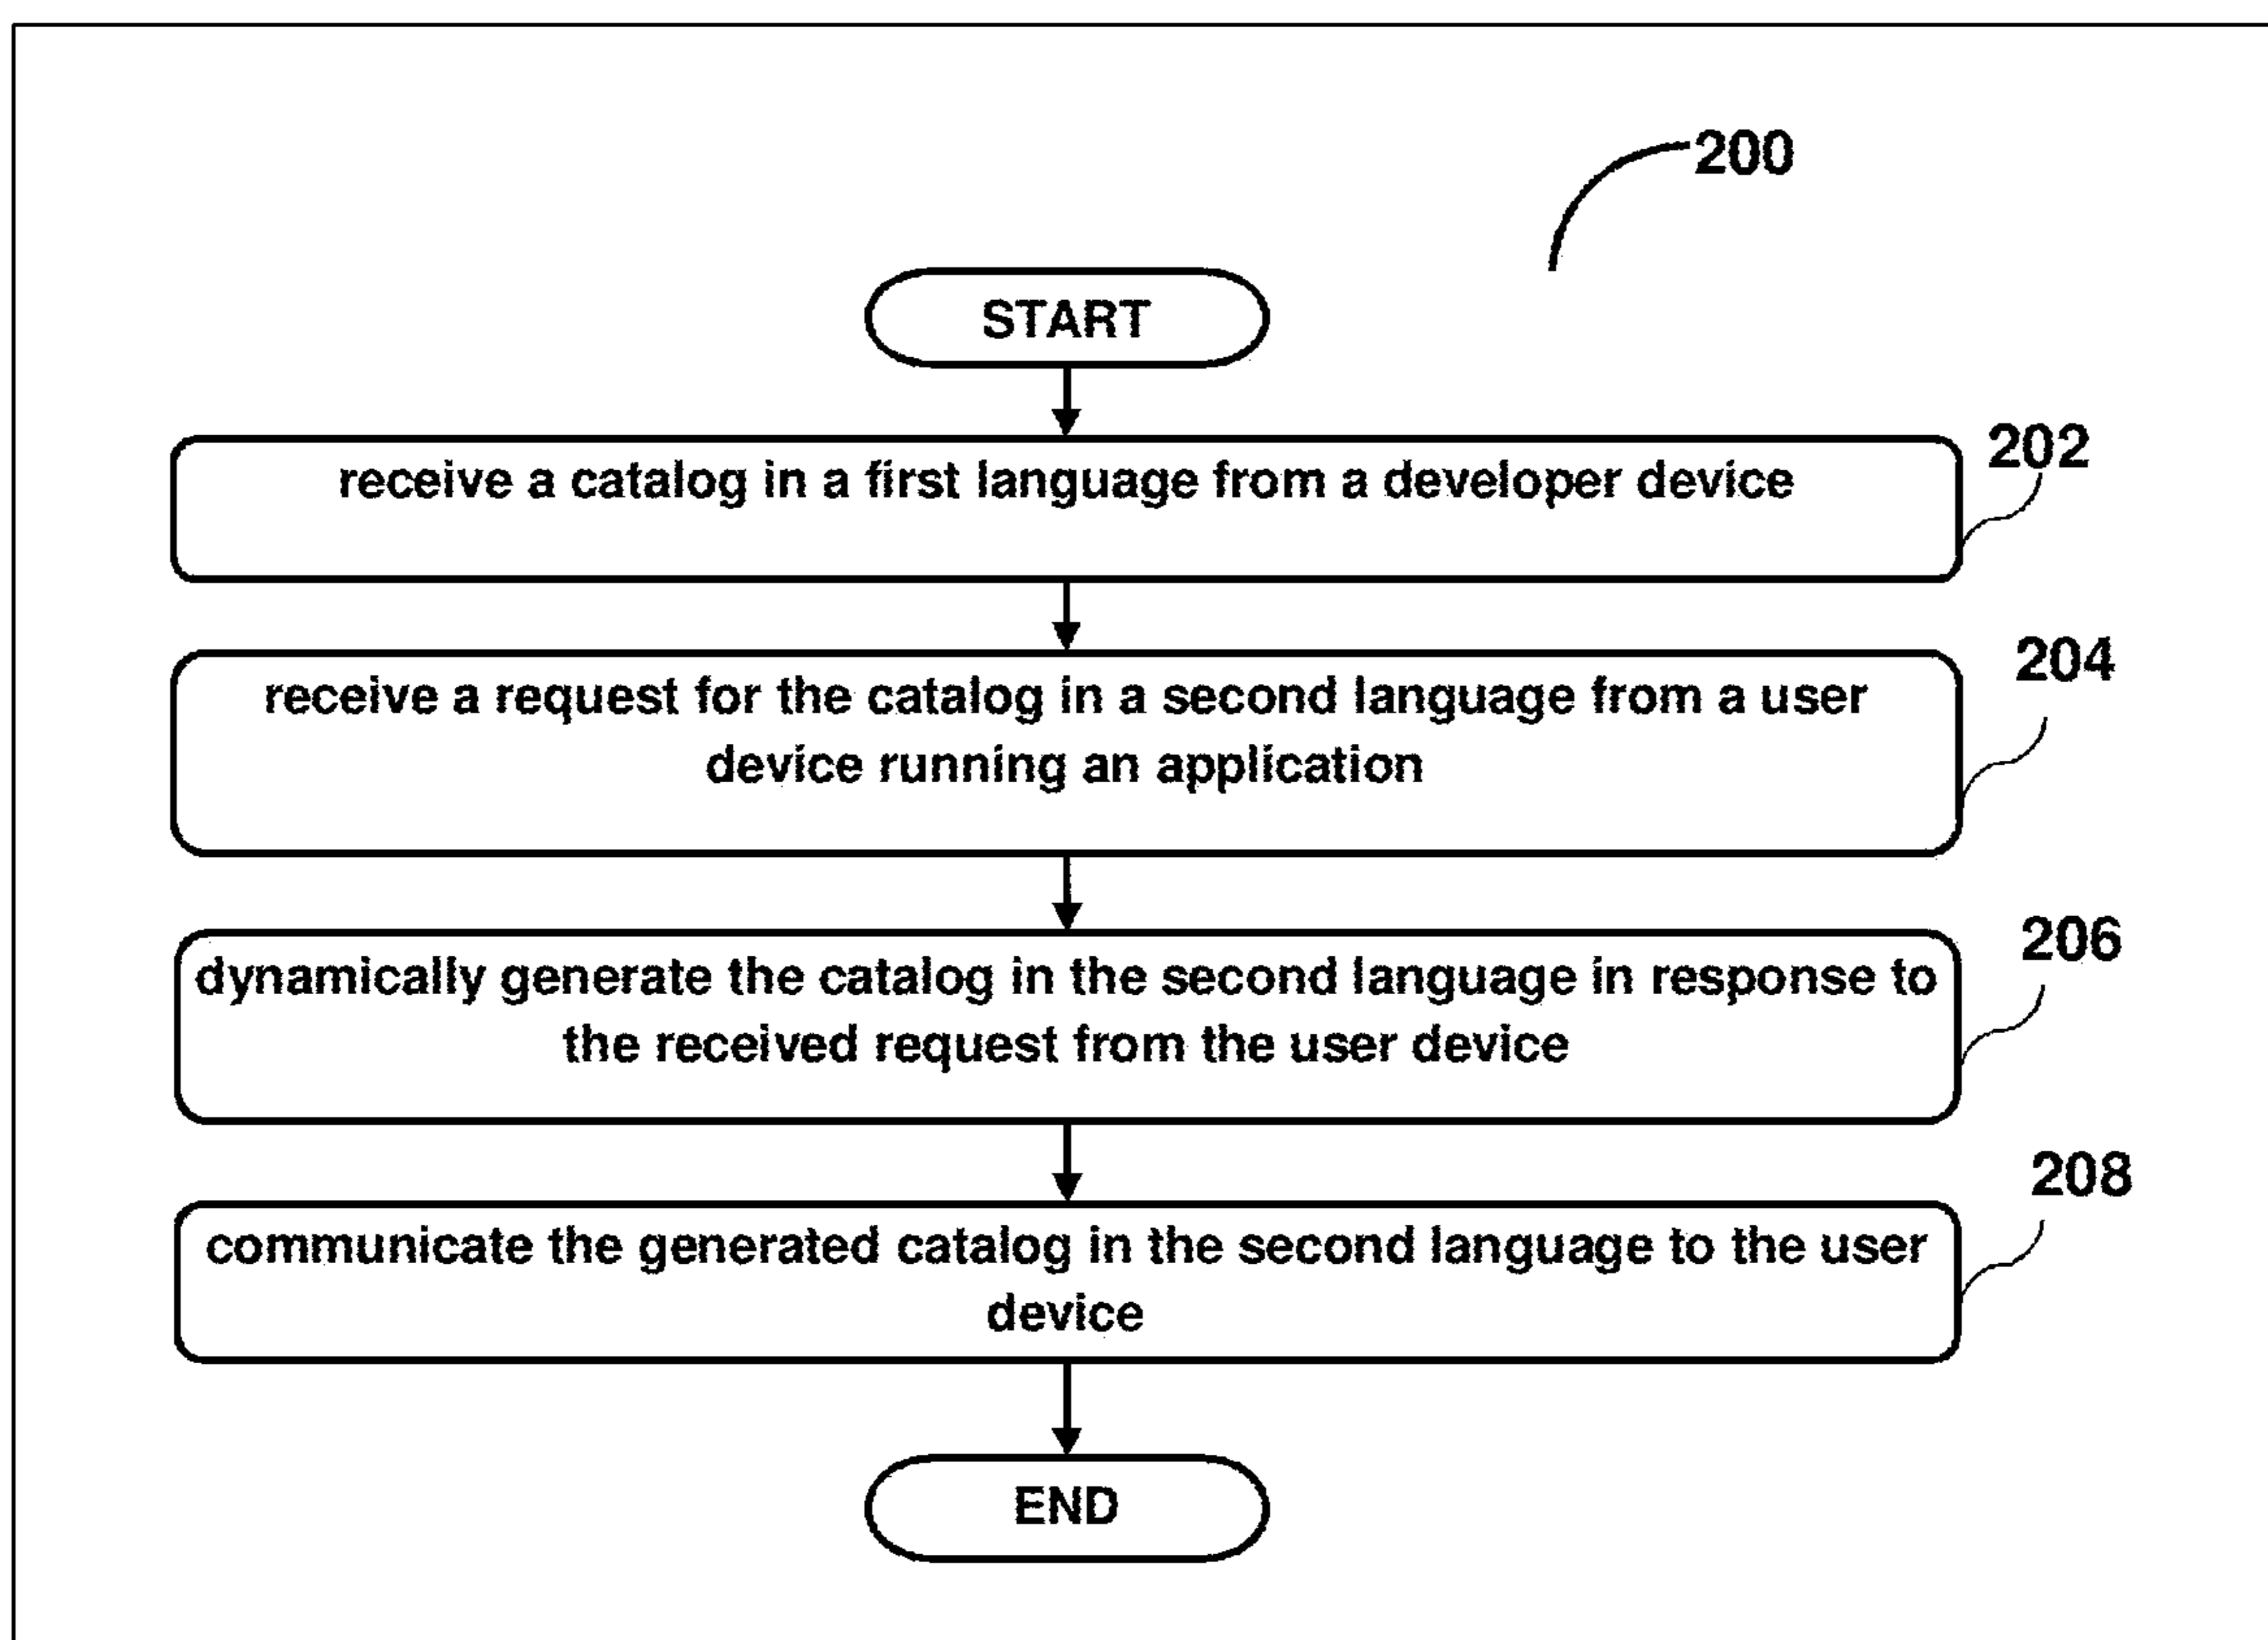 200
START
receive a catalog in a first language from a developer device
202
receive a request for the catalog in a second language from a user
device running an application
204
dynamically generate the catalog in the second language in response to
the received request from the user device
206
communicate the generated catalog in the second language to the user
device
208
END